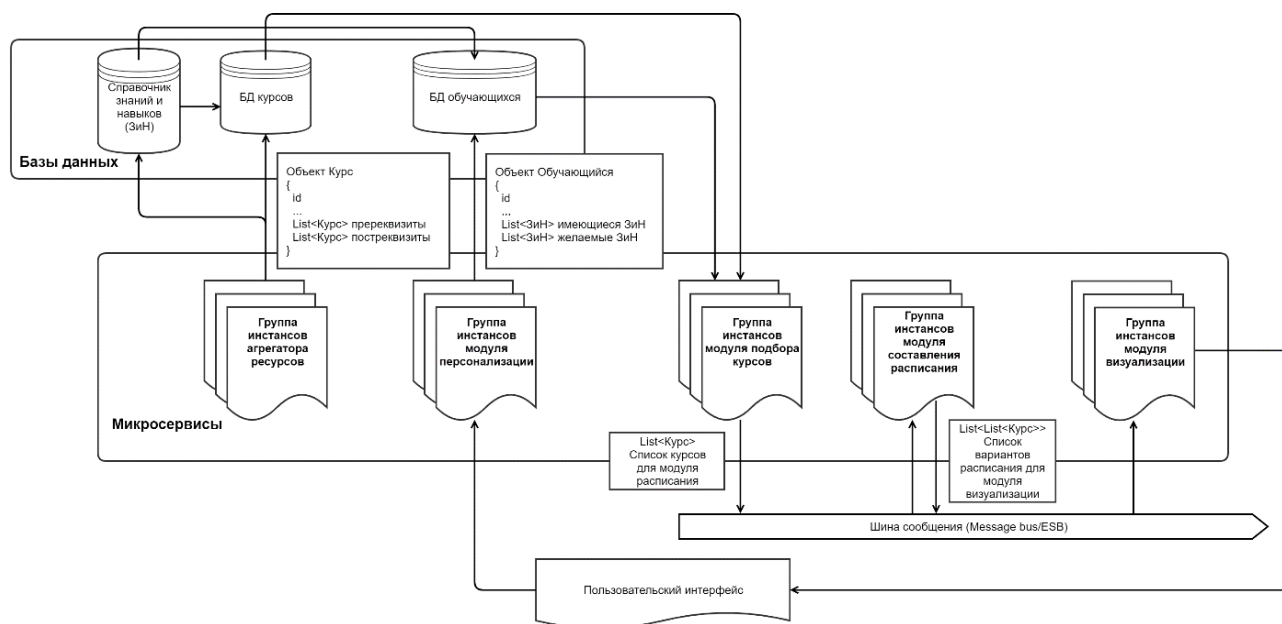 Справочник
знаний и
навыков
(ЗиН)
БД курсов
БД обучающихся
Базы данных
Объект Курс
{
id
...
List<Курс> пререквизиты
List<Курс> постреквизиты
}
Объект Обучающийся
{
id
...
List<ЗиН> имеющиеся ЗиН
List<ЗиН> желаемые ЗиН
}
Группа
инстансов
агрегатора
ресурсов
Группа
инстансов
модуля
персонализации
Группа
инстансов
модуля подбора
курсов
Группа
инстансов
модуля
составления
расписания
Группа
инстансов
модуля
визуализации
Микросервисы
List<Курс>
Список курсов
для модуля
расписания
List<List<Курс>>
Список
вариантов
расписания для
модуля
визуализации
Шина сообщения (Message bus/ESB)
Пользовательский интерфейс